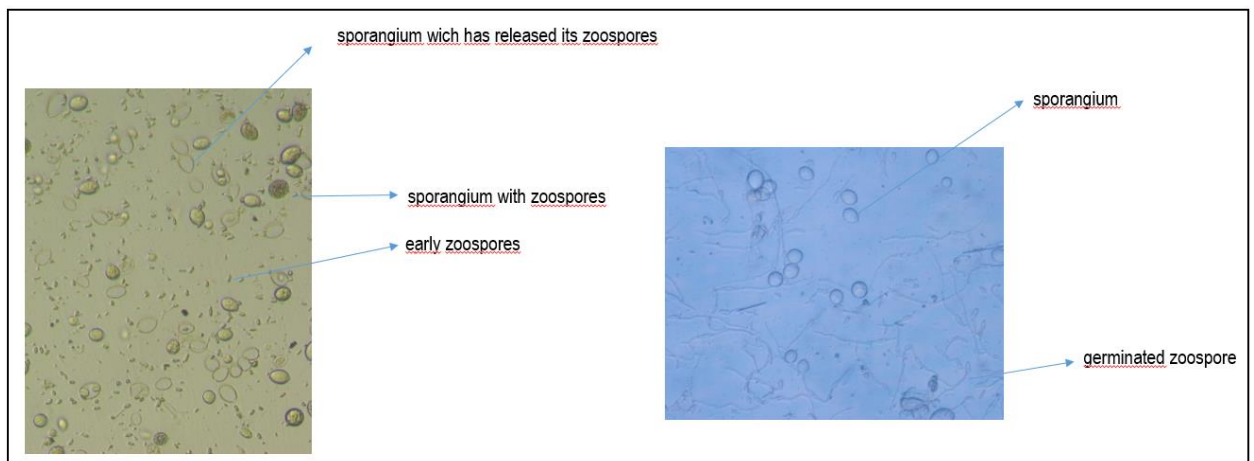 sporangium wich has released its zoospores
sporangium
sporangium with zoospores
early zoospores
germinated zoospore